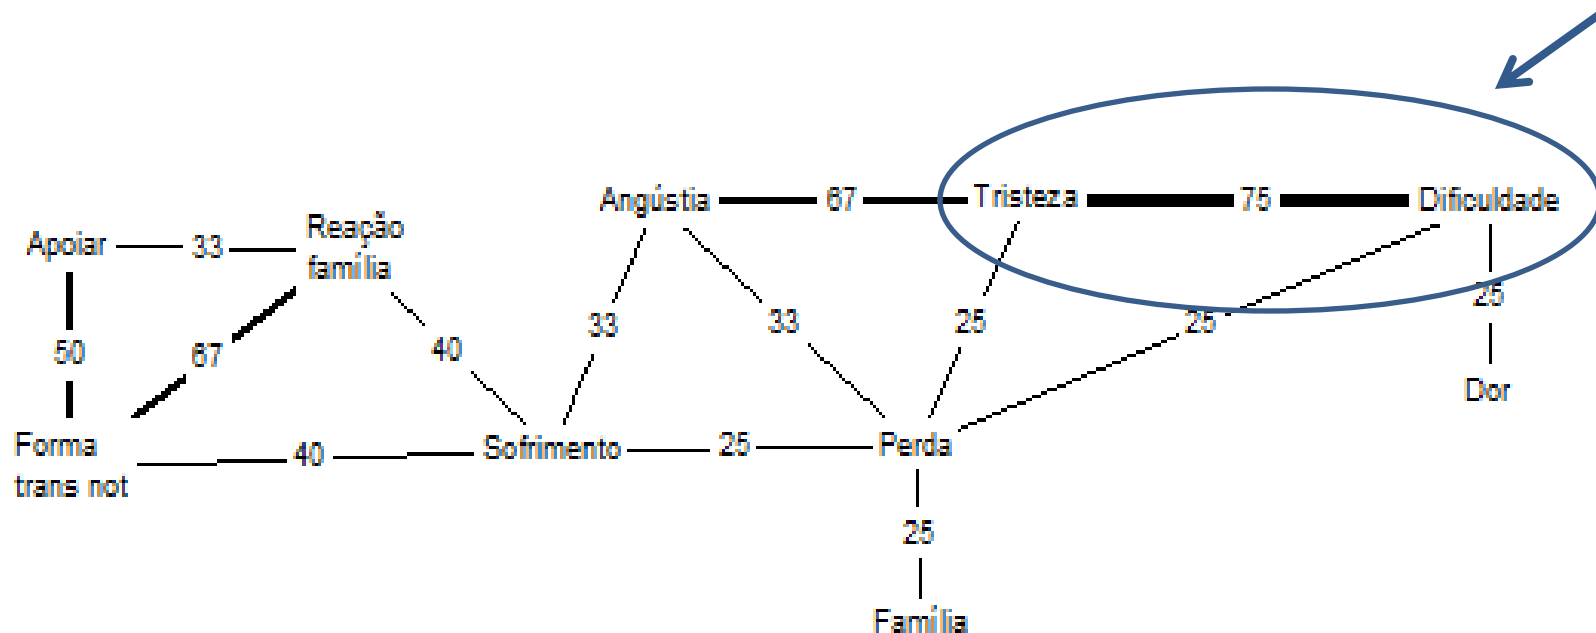 Angústia
67
Tristeza
75
Dificuldade
Apoiar
33
Reação
família
25
33
33
25
25
50
67
40
Dor
Forma
trans not
40
Sofrimento
25
Perda
25
Família